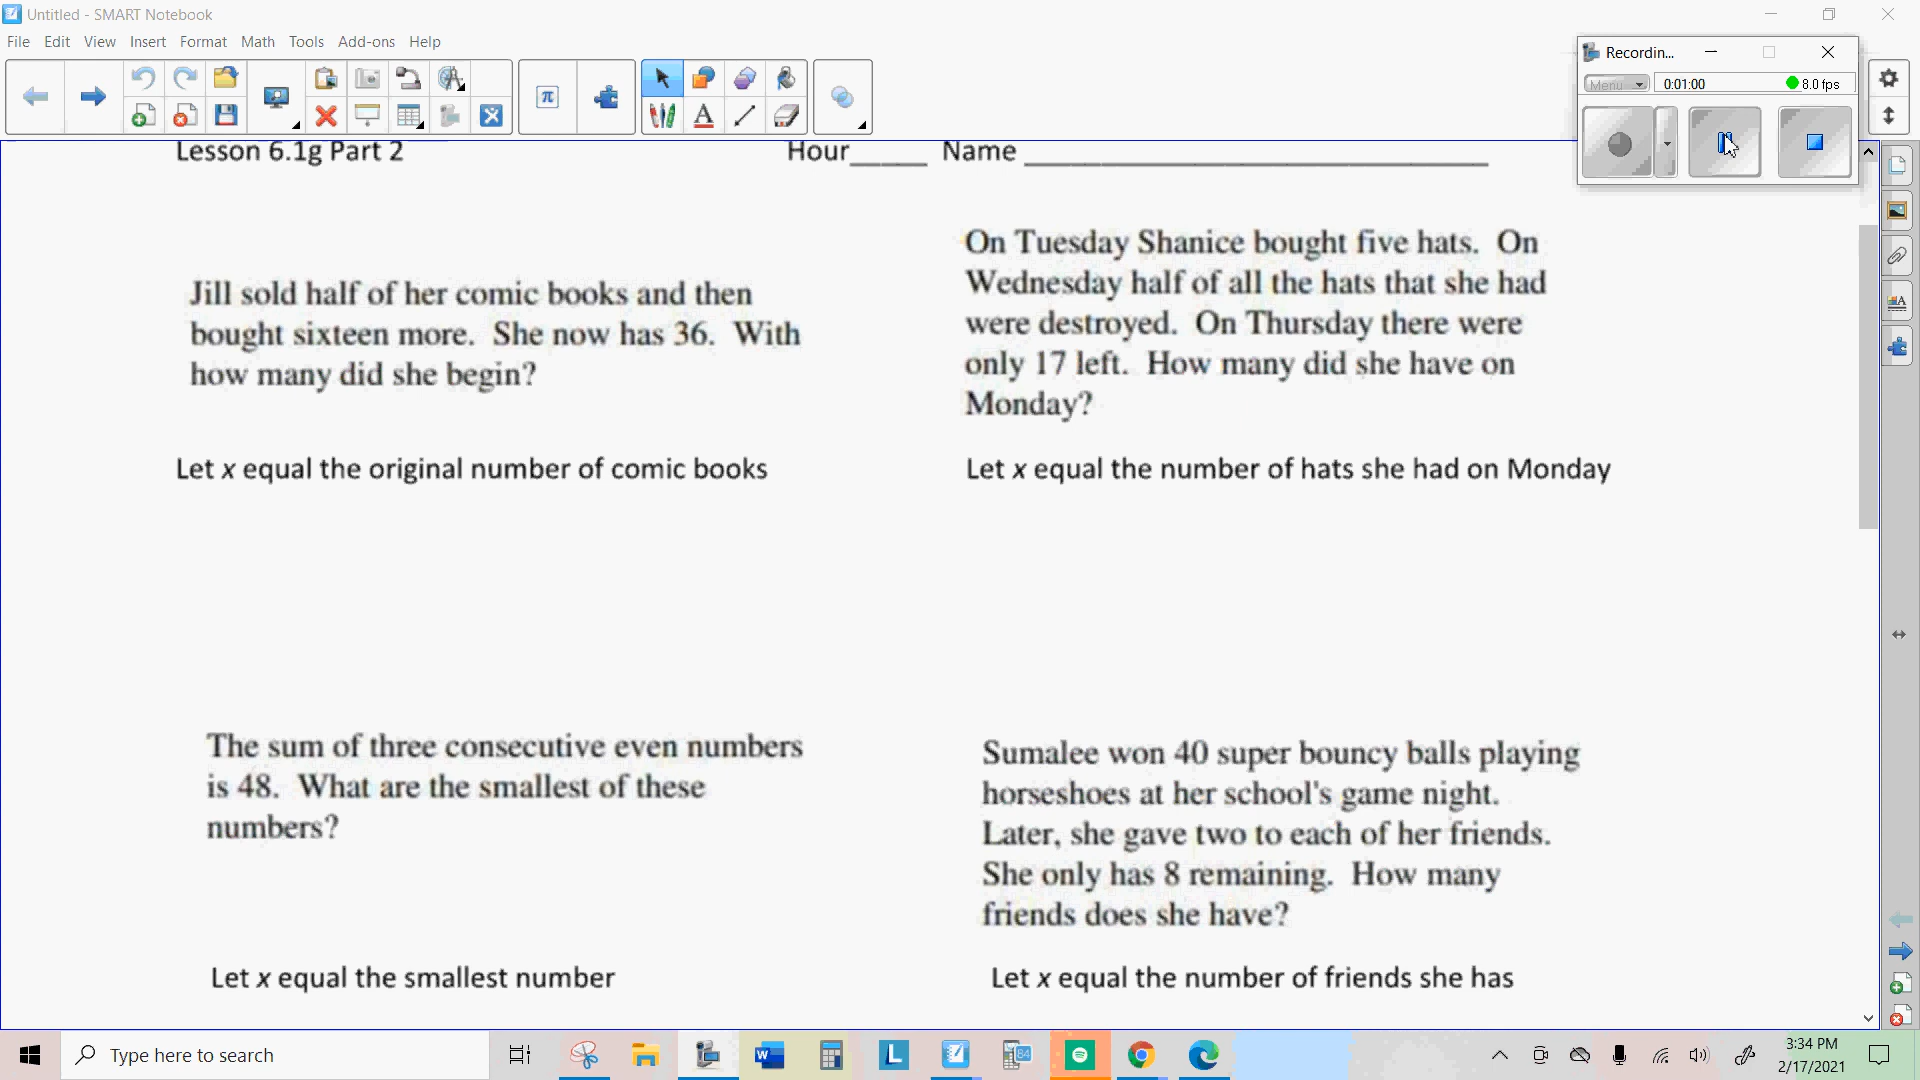 Untitled - SMART Notebook
File Edit View Insert Format Math Tools Add-ons Help
Recordin...
Menu 0:01:00 8.0 fps
Lesson 6.1g Part 2 Hour_____ Name ______________________________
Jill sold half of her comic books and then
bought sixteen more. She now has 36. With
how many did she begin?
Let x equal the original number of comic books
On Tuesday Shanice bought five hats. On
Wednesday half of all the hats that she had
were destroyed. On Thursday there were
only 17 left. How many did she have on
Monday?
Let x equal the number of hats she had on Monday
The sum of three consecutive even numbers
is 48. What are the smallest of these
numbers?
Let x equal the smallest number
Sumalee won 40 super bouncy balls playing
horseshoes at her school's game night.
Later, she gave two to each of her friends.
She only has 8 remaining. How many
friends does she have?
Let x equal the number of friends she has
Type here to search
3:34 PM
2/17/2021